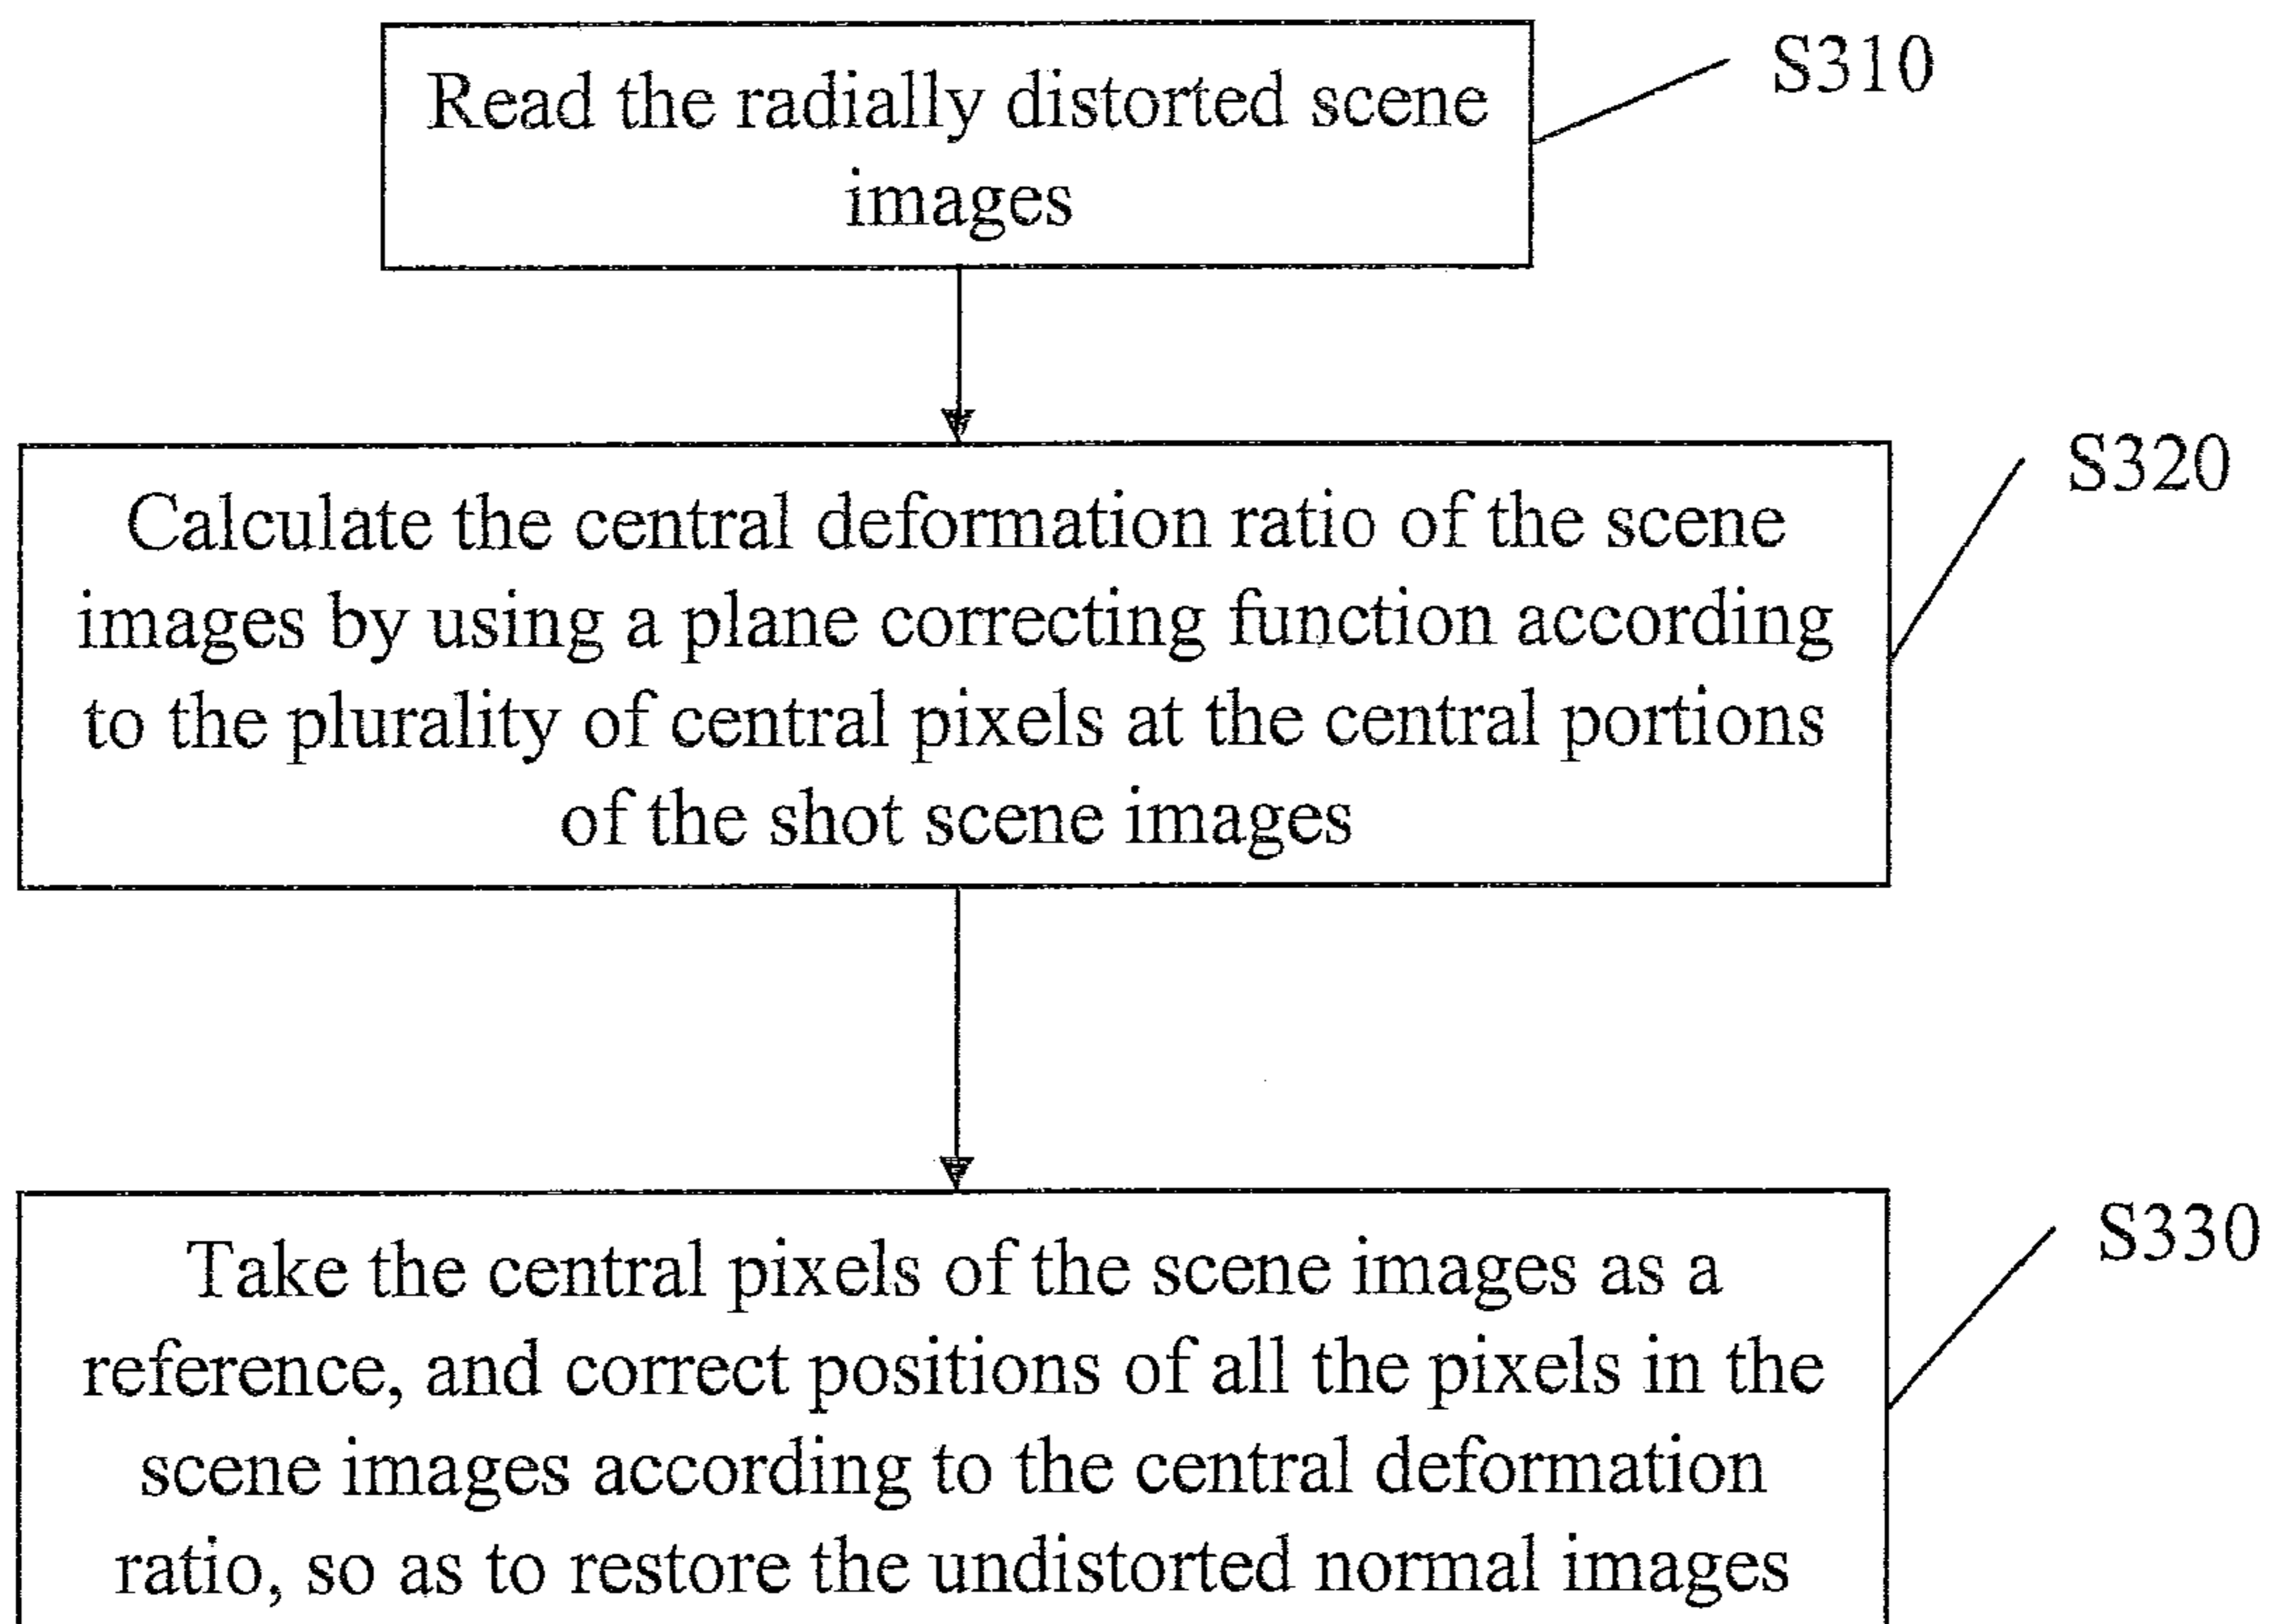 Read the radially distorted scene
images
S310
Calculate the central deformation ratio of the scene
images by using a plane correcting function according
to the plurality of central pixels at the central portions
of the shot scene images
S320
Take the central pixels of the scene images as a
reference, and correct positions of all the pixels in the
scene images according to the central deformation
ratio, so as to restore the undistorted normal images
S330